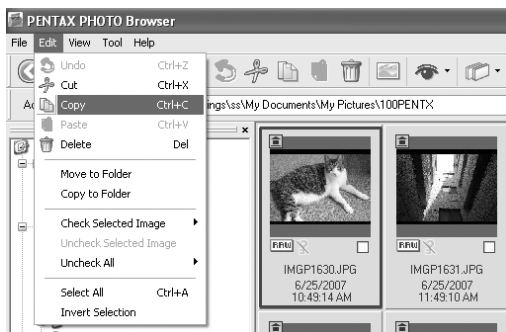 PENTAX PHOTO Browser
File Edit View Tool Help
Undo Ctrl+Z
Cut Ctrl+X
Copy Ctrl+C
Paste Ctrl+V
Delete Del
Move to Folder
Copy to Folder
Check Selected Image
Uncheck Selected Image
Uncheck All
Select All Ctrl+A
Invert Selection
ings\ss\My Documents\My Pictures\100PENTX
RAW
IMGP1630.JPG
6/25/2007
10:49:14 AM
RAW
IMGP1631.JPG
6/25/2007
11:49:10 AM